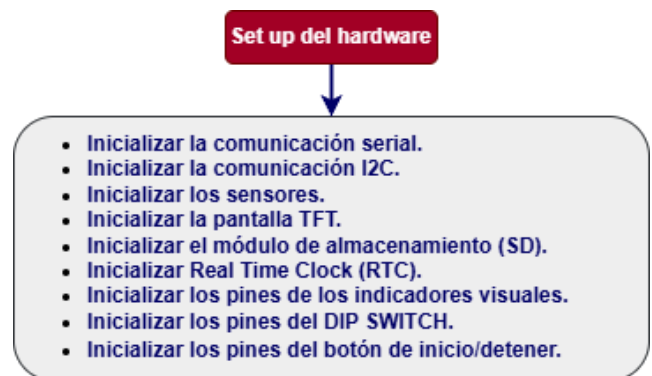 Set up del hardware
• Inicializar la comunicación serial.
• Inicializar la comunicación I2C.
• Inicializar los sensores.
• Inicializar la pantalla TFT.
• Inicializar el módulo de almacenamiento (SD).
• Inicializar Real Time Clock (RTC).
• Inicializar los pines de los indicadores visuales.
• Inicializar los pines del DIP SWITCH.
• Inicializar los pines del botón de inicio/detener.